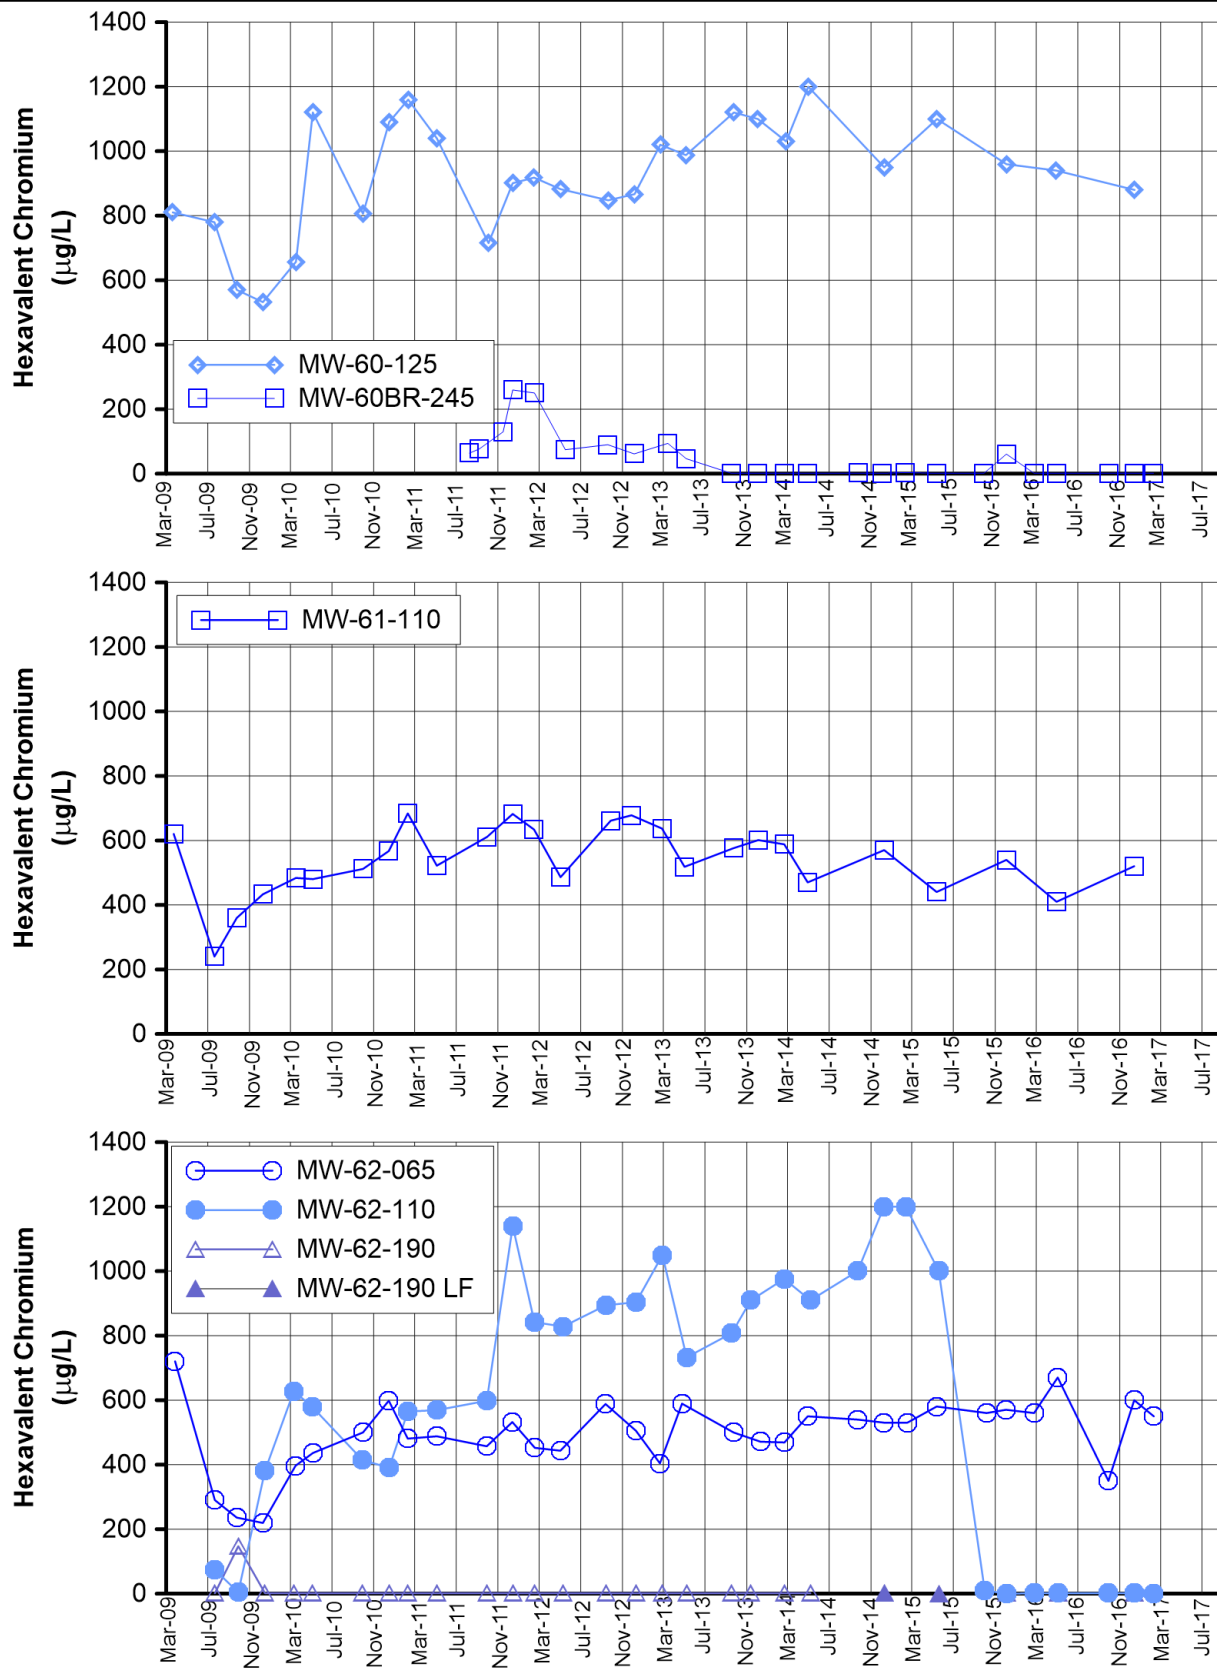 1400
1200
1000
800
600
400
200
0
Hexavalent Chromium
(µg/L)
MW-60-125
MW-60BR-245
Mar-09
Jul-09
Nov-09
Mar-10
Jul-10
Nov-10
Mar-11
Jul-11
Nov-11
Mar-12
Jul-12
Nov-12
Mar-13
Jul-13
Nov-13
Mar-14
Jul-14
Nov-14
Mar-15
Jul-15
Nov-15
Mar-16
Jul-16
Nov-16
Mar-17
Jul-17
1400
1200
1000
800
600
400
200
0
Hexavalent Chromium
(µg/L)
MW-61-110
Mar-09
Jul-09
Nov-09
Mar-10
Jul-10
Nov-10
Mar-11
Jul-11
Nov-11
Mar-12
Jul-12
Nov-12
Mar-13
Jul-13
Nov-13
Mar-14
Jul-14
Nov-14
Mar-15
Jul-15
Nov-15
Mar-16
Jul-16
Nov-16
Mar-17
Jul-17
1400
1200
1000
800
600
400
200
0
Hexavalent Chromium
(µg/L)
MW-62-065
MW-62-110
MW-62-190
MW-62-190 LF
Mar-09
Jul-09
Nov-09
Mar-10
Jul-10
Nov-10
Mar-11
Jul-11
Nov-11
Mar-12
Jul-12
Nov-12
Mar-13
Jul-13
Nov-13
Mar-14
Jul-14
Nov-14
Mar-15
Jul-15
Nov-15
Mar-16
Jul-16
Nov-16
Mar-17
Jul-17